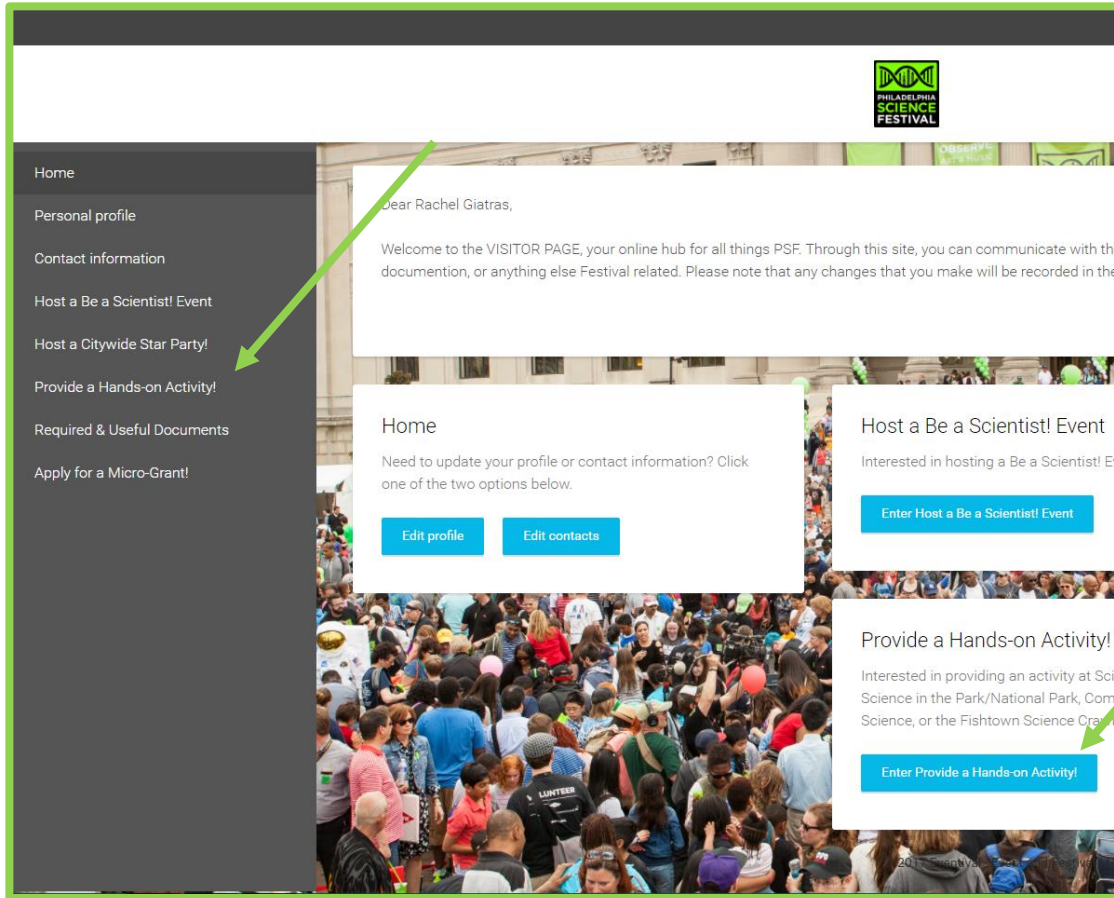 PHILADELPHIA
SCIENCE
FESTIVAL
OBSERVE
Home
Personal profile
Contact information
Host a Be a Scientist! Event
Host a Citywide Star Party!
Provide a Hands-on Activity!
Required & Useful Documents
Apply for a Micro-Grant!
Dear Rachel Giatras,
Welcome to the VISITOR PAGE, your online hub for all things PSF. Through this site, you can communicate with th
documention, or anything else Festival related. Please note that any changes that you make will be recorded in the
Home
Need to update your profile or contact information? Click
one of the two options below.
Edit profile
Edit contacts
Host a Be a Scientist! Event
Interested in hosting a Be a Scientist! E
Enter Host a Be a Scientist! Event
Provide a Hands-on Activity!
Interested in providing an activity at Sci
Science in the Park/National Park, Com
Science, or the Fishtown Science
Enter Provide a Hands-on Activity!
2017